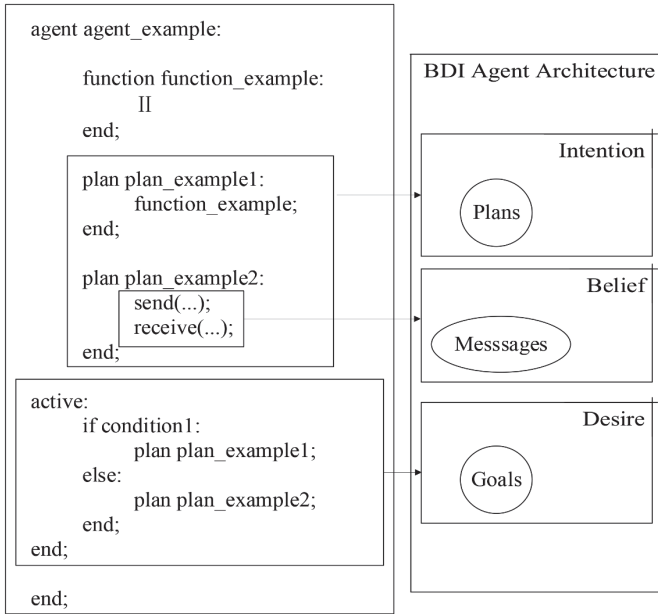 agent agent_example:
function function_example:
II
end;
plan plan_example1:
function_example;
end;
plan plan_example2:
send(...);
receive(...);
end;
active:
if condition1:
plan plan_example1;
else:
plan plan_example2;
end;
end;
end;
BDI Agent Architecture
Intention
Plans
Belief
Messsages
Desire
Goals